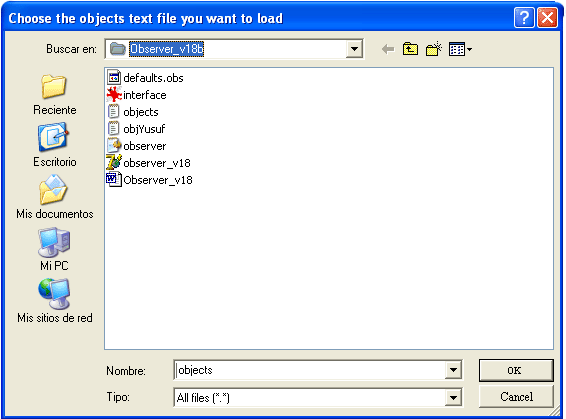 Choose the objects text file you want to load
Buscar en: Observer_v18b
defaults.obs
interface
objects
objYusuf
observer
observer_v18
Observer_v18
Reciente
Escritorio
Mis documentos
Mi PC
Mis sitios de red
Nombre: objects OK
Tipo: All files (*.*) Cancel